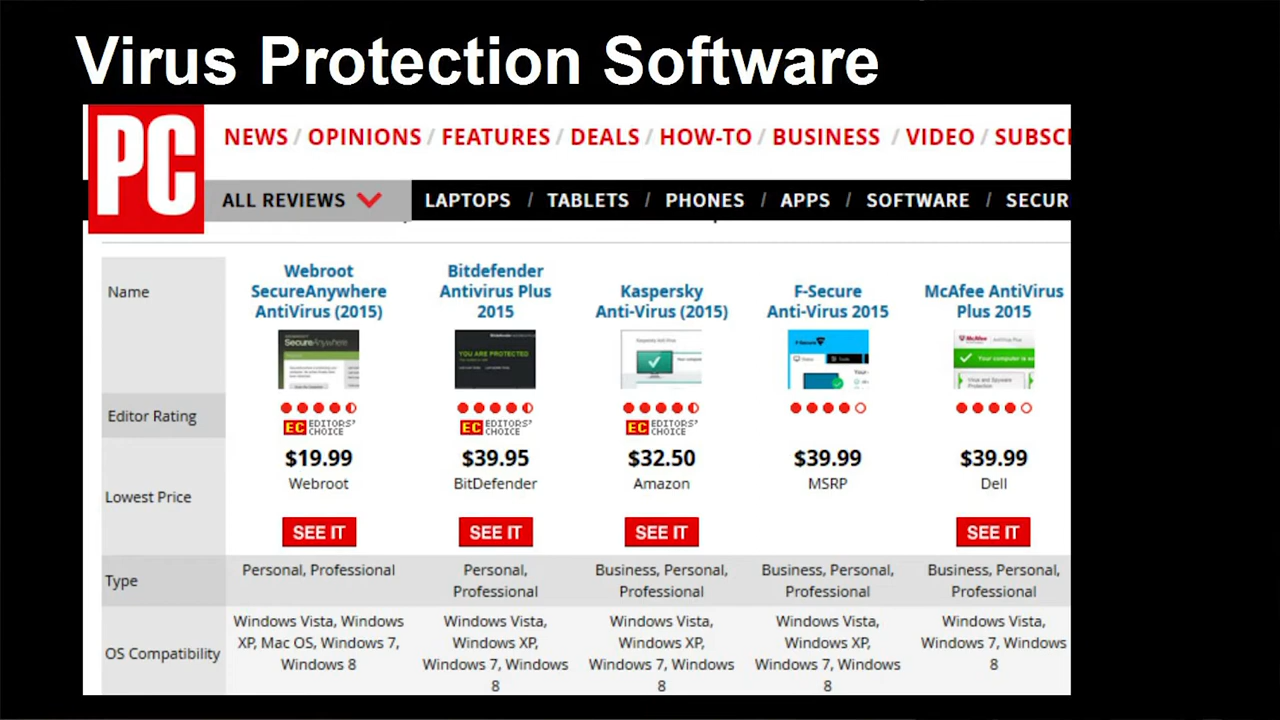 Virus Protection Software
PC
NEWS / OPINIONS / FEATURES / DEALS / HOW-TO / BUSINESS / VIDEO / SUBSCI
ALL REVIEWS
LAPTOPS / TABLETS / PHONES / APPS / SOFTWARE / SECUR
Name
Webroot
SecureAnywhere
AntiVirus (2015)
Bitdefender
Antivirus Plus
2015
Kaspersky
Anti-Virus (2015)
F-Secure
Anti-Virus 2015
McAfee AntiVirus
Plus 2015
SecureAnywhere
YOU ARE PROTECTED
Editor Rating
EC EDITORS' CHOICE
EC EDITORS' CHOICE
EC EDITORS' CHOICE
Lowest Price
$19.99
Webroot
SEE IT
$39.95
BitDefender
SEE IT
$32.50
Amazon
SEE IT
$39.99
MSRP
$39.99
Dell
SEE IT
Type
Personal, Professional
Personal,
Professional
Business, Personal,
Professional
Business, Personal,
Professional
Business, Personal,
Professional
OS Compatibility
Windows Vista, Windows
XP, Mac OS, Windows 7,
Windows 8
Windows Vista,
Windows XP,
Windows 7, Windows
8
Windows Vista,
Windows XP,
Windows 7, Windows
8
Windows Vista,
Windows XP,
Windows 7, Windows
8
Windows Vista,
Windows 7, Windows
8